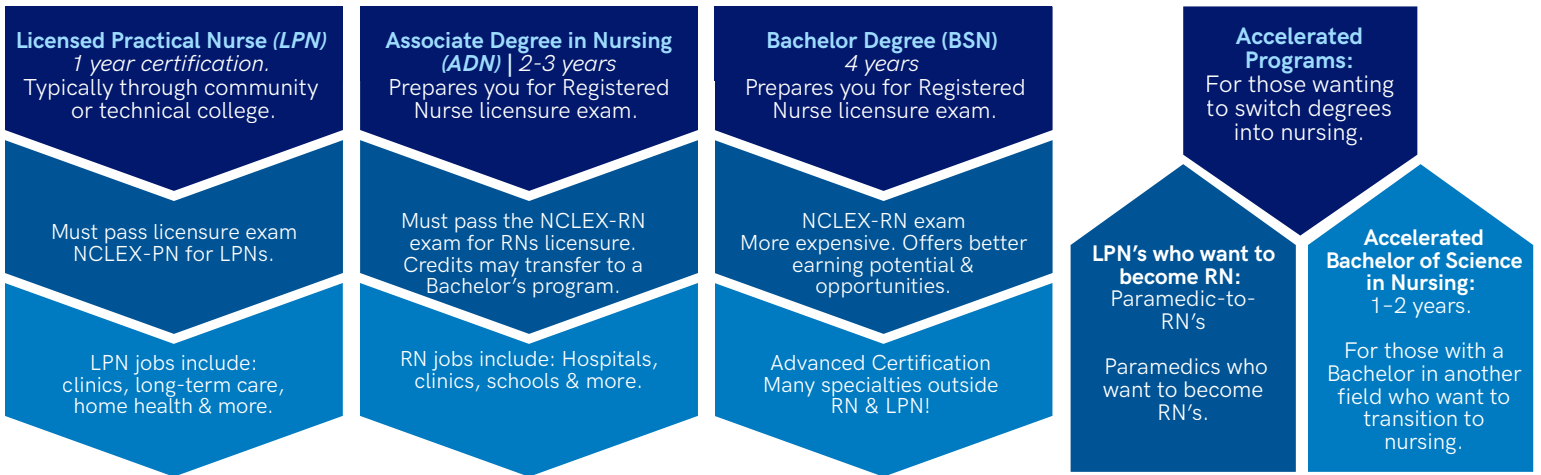 Licensed Practical Nurse (LPN)
1 year certification.
Typically through community
or technical college.
Must pass licensure exam
NCLEX-PN for LPNs.
LPN jobs include:
clinics, long-term care,
home health & more.
Associate Degree in Nursing
(ADN) | 2-3 years
Prepares you for Registered
Nurse licensure exam.
Must pass the NCLEX-RN
exam for RNs licensure.
Credits may transfer to a
Bachelor's program.
RN jobs include: Hospitals,
clinics, schools & more.
Bachelor Degree (BSN)
4 years
Prepares you for Registered
Nurse licensure exam.
NCLEX-RN exam
More expensive. Offers better
earning potential &
opportunities.
Advanced Certification
Many specialties outside
RN & LPN!
Accelerated
Programs:
For those wanting
to switch degrees
into nursing.
LPN's who want to
become RN:
Paramedic-to-
RN's
Paramedics who
want to become
RN's.
Accelerated
Bachelor of Science
in Nursing:
1–2 years.
For those with a
Bachelor in another
field who want to
transition to
nursing.